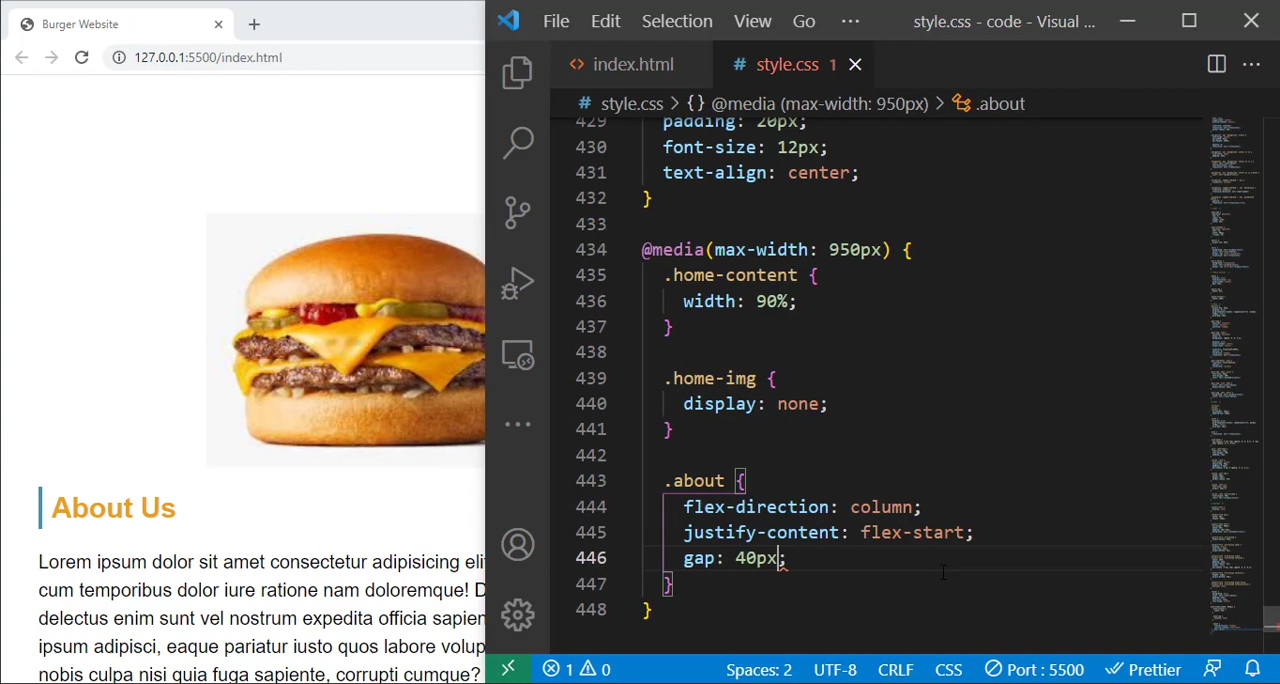 Burger Website
127.0.0.1:5500/index.html
About Us
Lorem ipsum dolor sit amet consectetur adipisicing elit
cum temporibus dolor iure ratione nam doloremque! D
delectus enim sunt vel nostrum expedita officia sapien
ipsum adipisci, eaque pariatur iusto quos labore volup
nobis culpa nisi quia fuga sapiente, corrupti cumque?
File Edit Selection View Go ···
style.css - code - Visual ...
index.html
# style.css 1
# style.css > {} @media (max-width: 950px) > .about
429 padding: 20px;
430 font-size: 12px;
431 text-align: center;
432 }
433
434 @media(max-width: 950px) {
435 .home-content {
436 width: 90%;
437 }
438
439 .home-img {
440 display: none;
441 }
442
443 .about {
444 flex-direction: column;
445 justify-content: flex-start;
446 gap: 40px;
447 }
448 }
1 0 Spaces: 2 UTF-8 CRLF CSS Port : 5500 Prettier